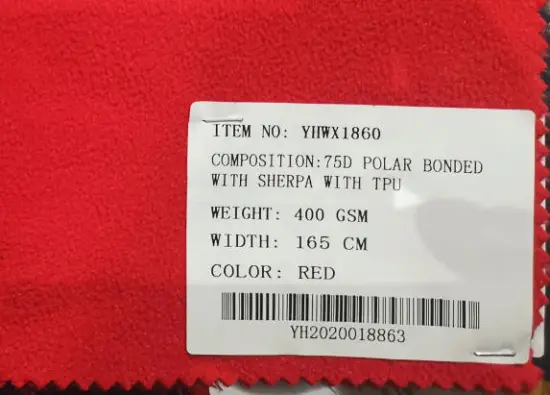 ITEM NO: YHWX1860
COMPOSITION:75D POLAR BONDED
WITH SHERPA WITH TPU
WEIGHT: 400 GSM
WIDTH: 165 CM
COLOR: RED
YH2020018863